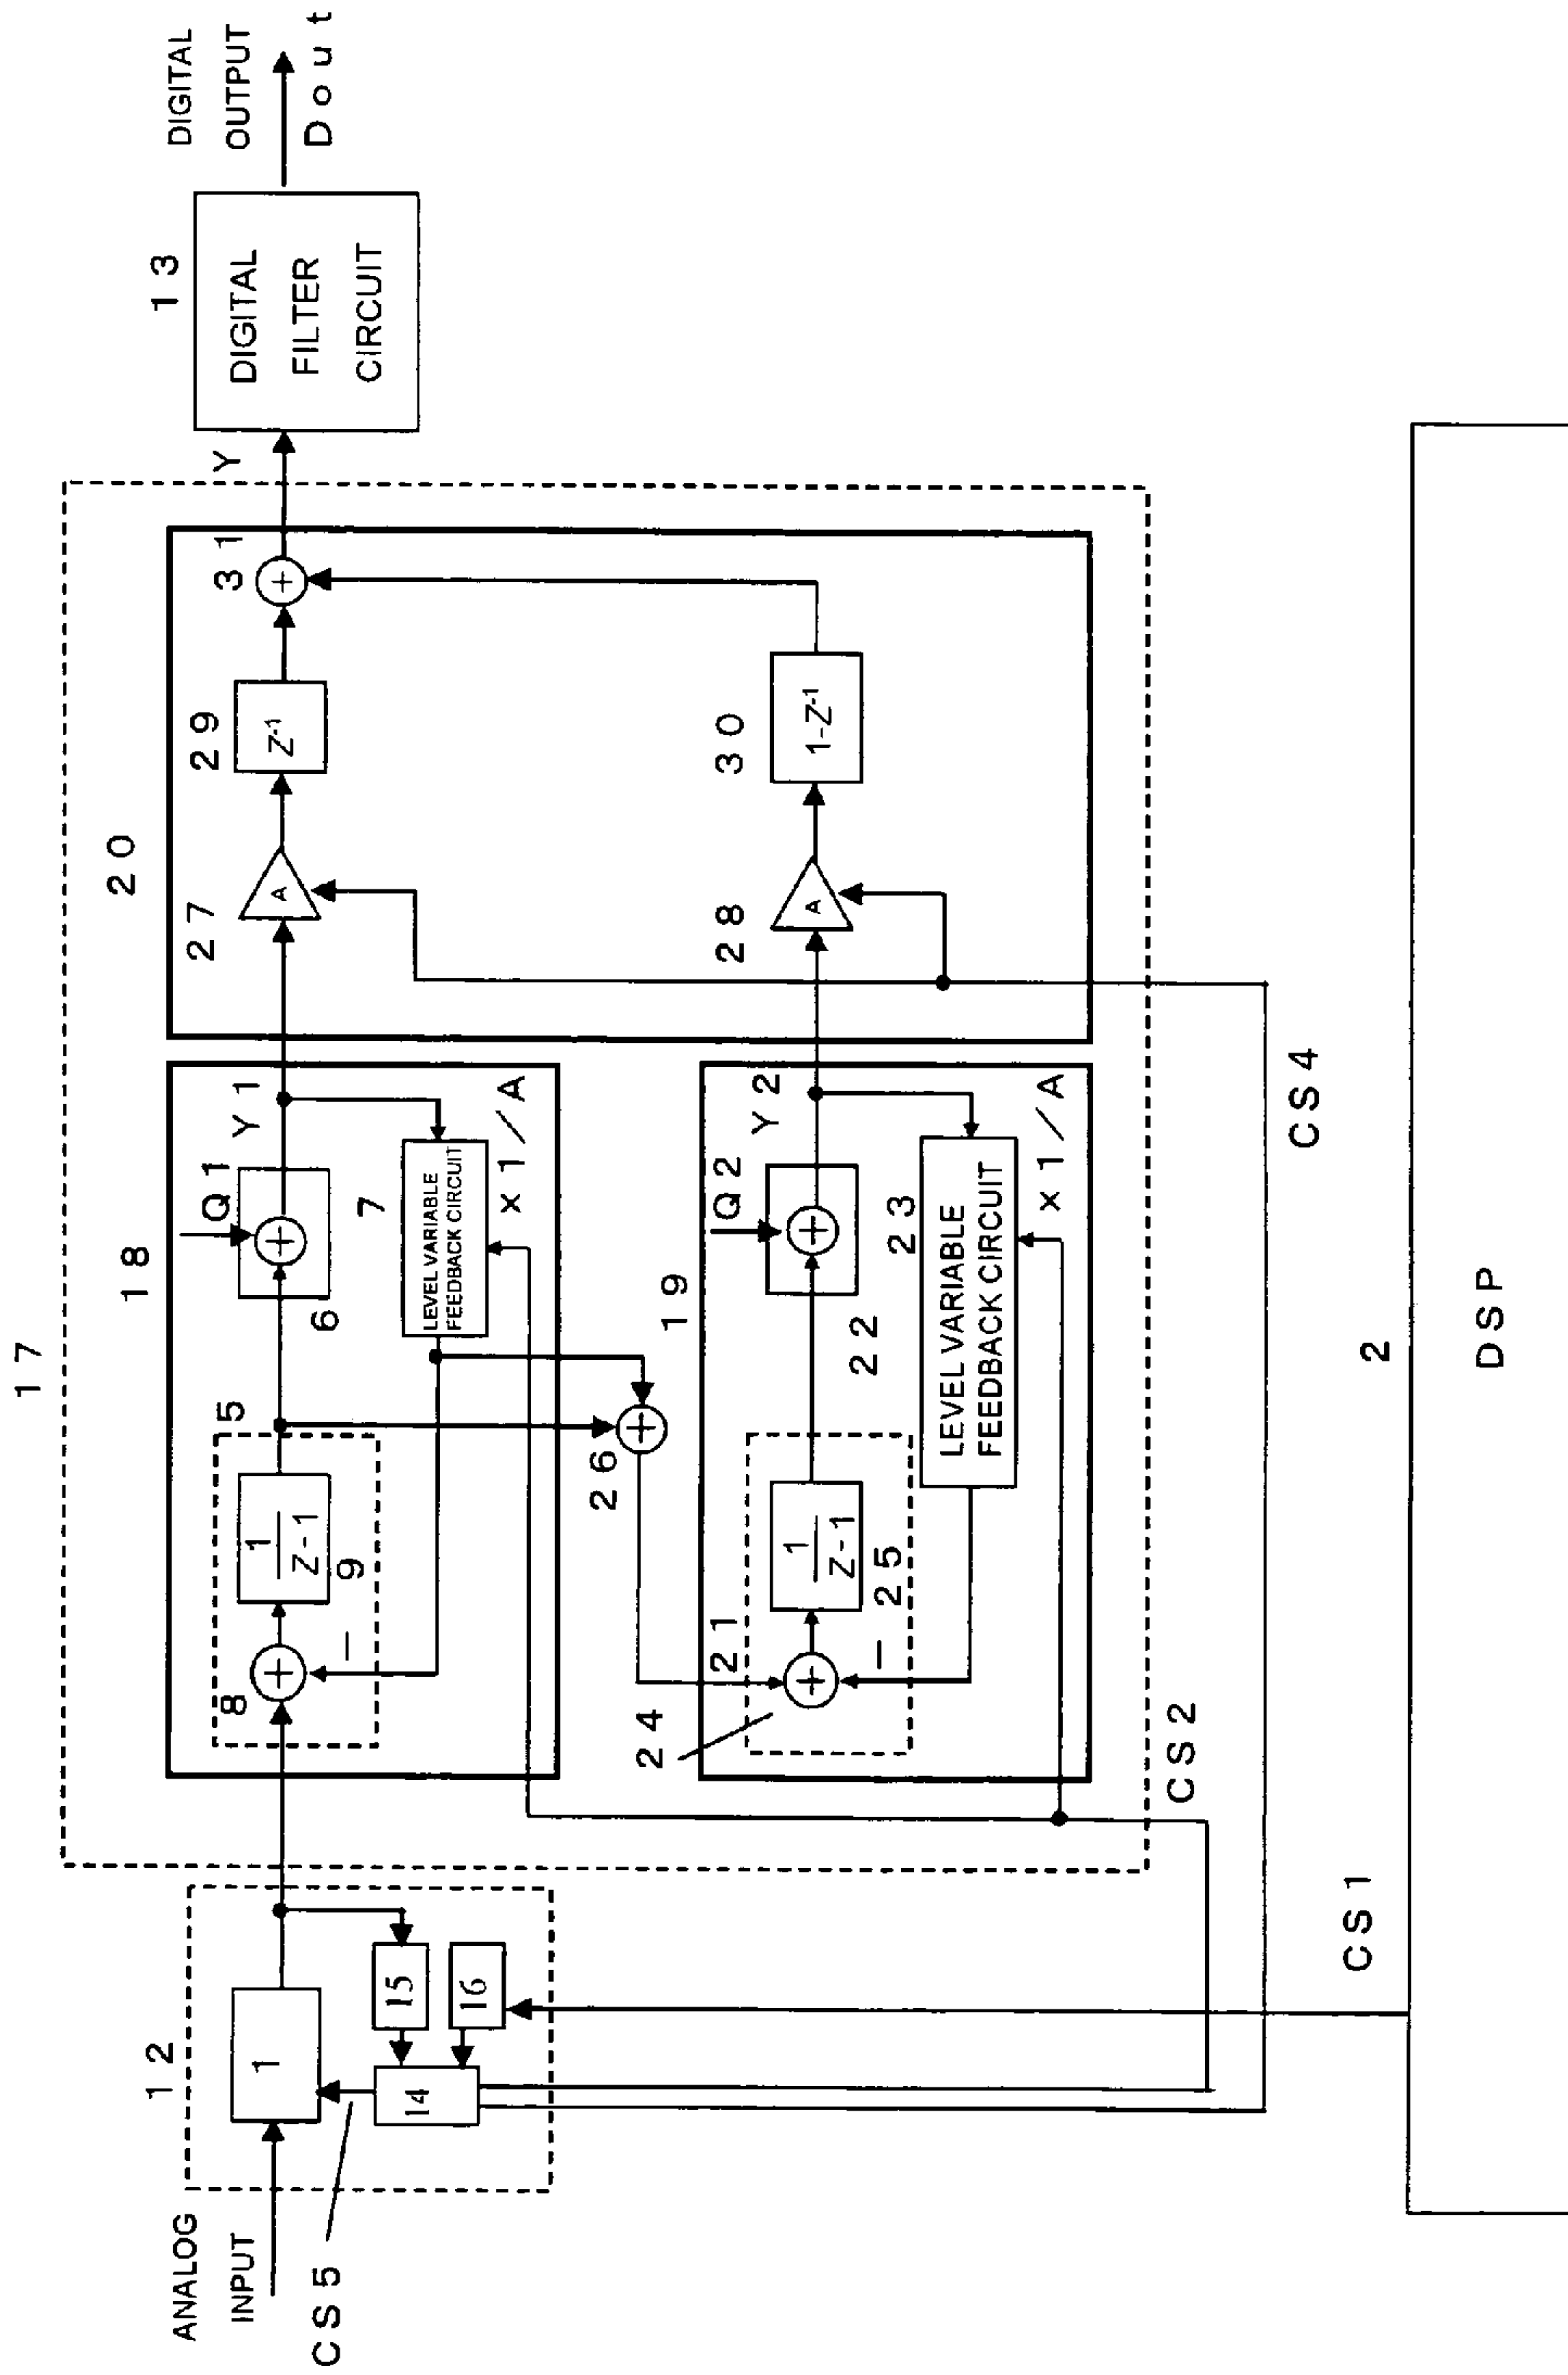 17
12
ANALOG
INPUT
1
CS5
14
15
16
18
8
1
Z-1
9
5
6
Q1
Y1
7
LEVEL VARIABLE
FEEDBACK CIRCUIT
×1/A
26
19
24
21
1
Z-1
25
22
Q2
Y2
23
LEVEL VARIABLE
FEEDBACK CIRCUIT
×1/A
20
27
A
29
Z-1
31
28
A
30
1-Z-1
Y
13
DIGITAL
FILTER
CIRCUIT
DIGITAL
OUTPUT
Dout
CS2
CS4
CS1
2
DSP